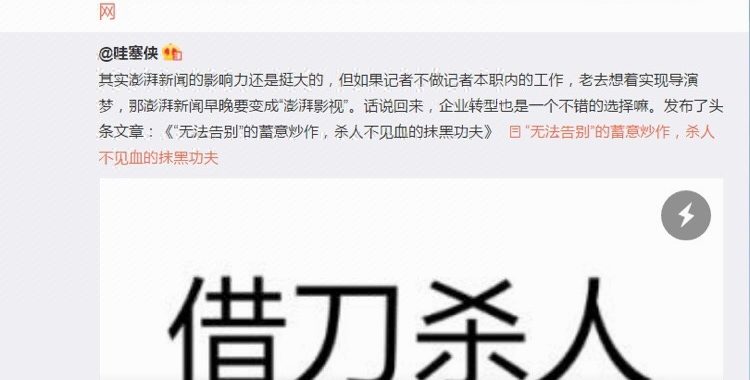 网
@哇塞侠
其实澎湃新闻的影响力还是挺大的，但如果记者不做记者本职内的工作，老去想着实现导演
梦，那澎湃新闻早晚要变成“澎湃影视”。话说回来，企业转型也是一个不错的选择嘛。发布了头
条文章：《“无法告别”的蓄意炒作，杀人不见血的抹黑功夫》 “无法告别”的蓄意炒作，杀人
不见血的抹黑功夫
借刀杀人